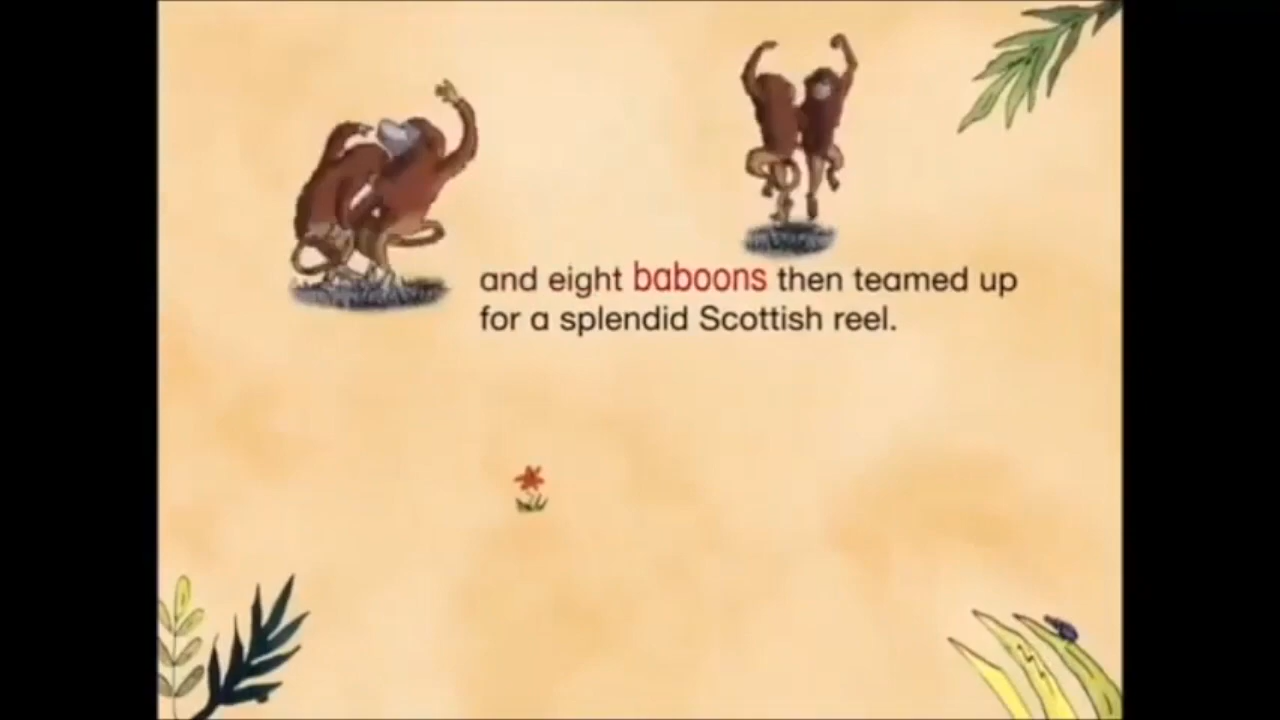 and eight baboons then teamed up
for a splendid Scottish reel.